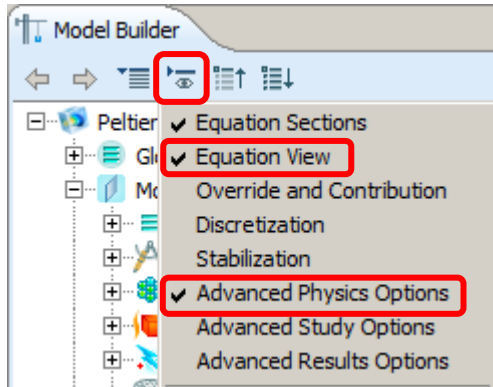 Model Builder
Peltier
Equation Sections
Gl
Equation View
Mo
Override and Contribution
Discretization
Stabilization
Advanced Physics Options
Advanced Study Options
Advanced Results Options